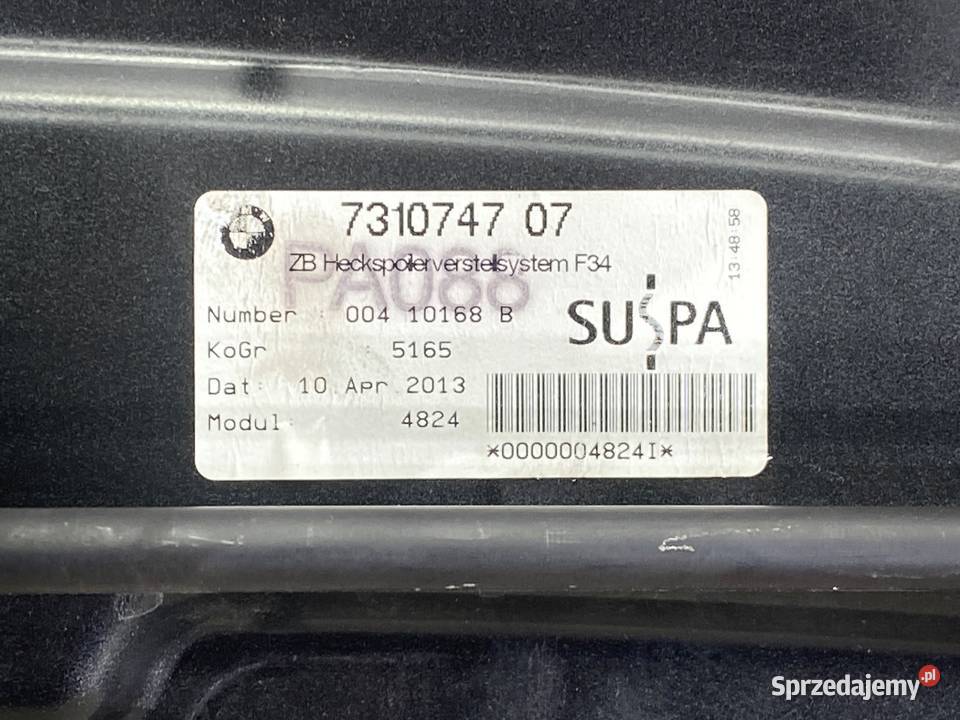 7310747 07
ZB Heckspoilerverstellsystem F34
PA088
Number : 004 10168 B
KoGr : 5165
Dat: 10.Apr.2013
Modul: 4824
SUSPA
13:48:58
*0000004824I*
Sprzedajemy.pl